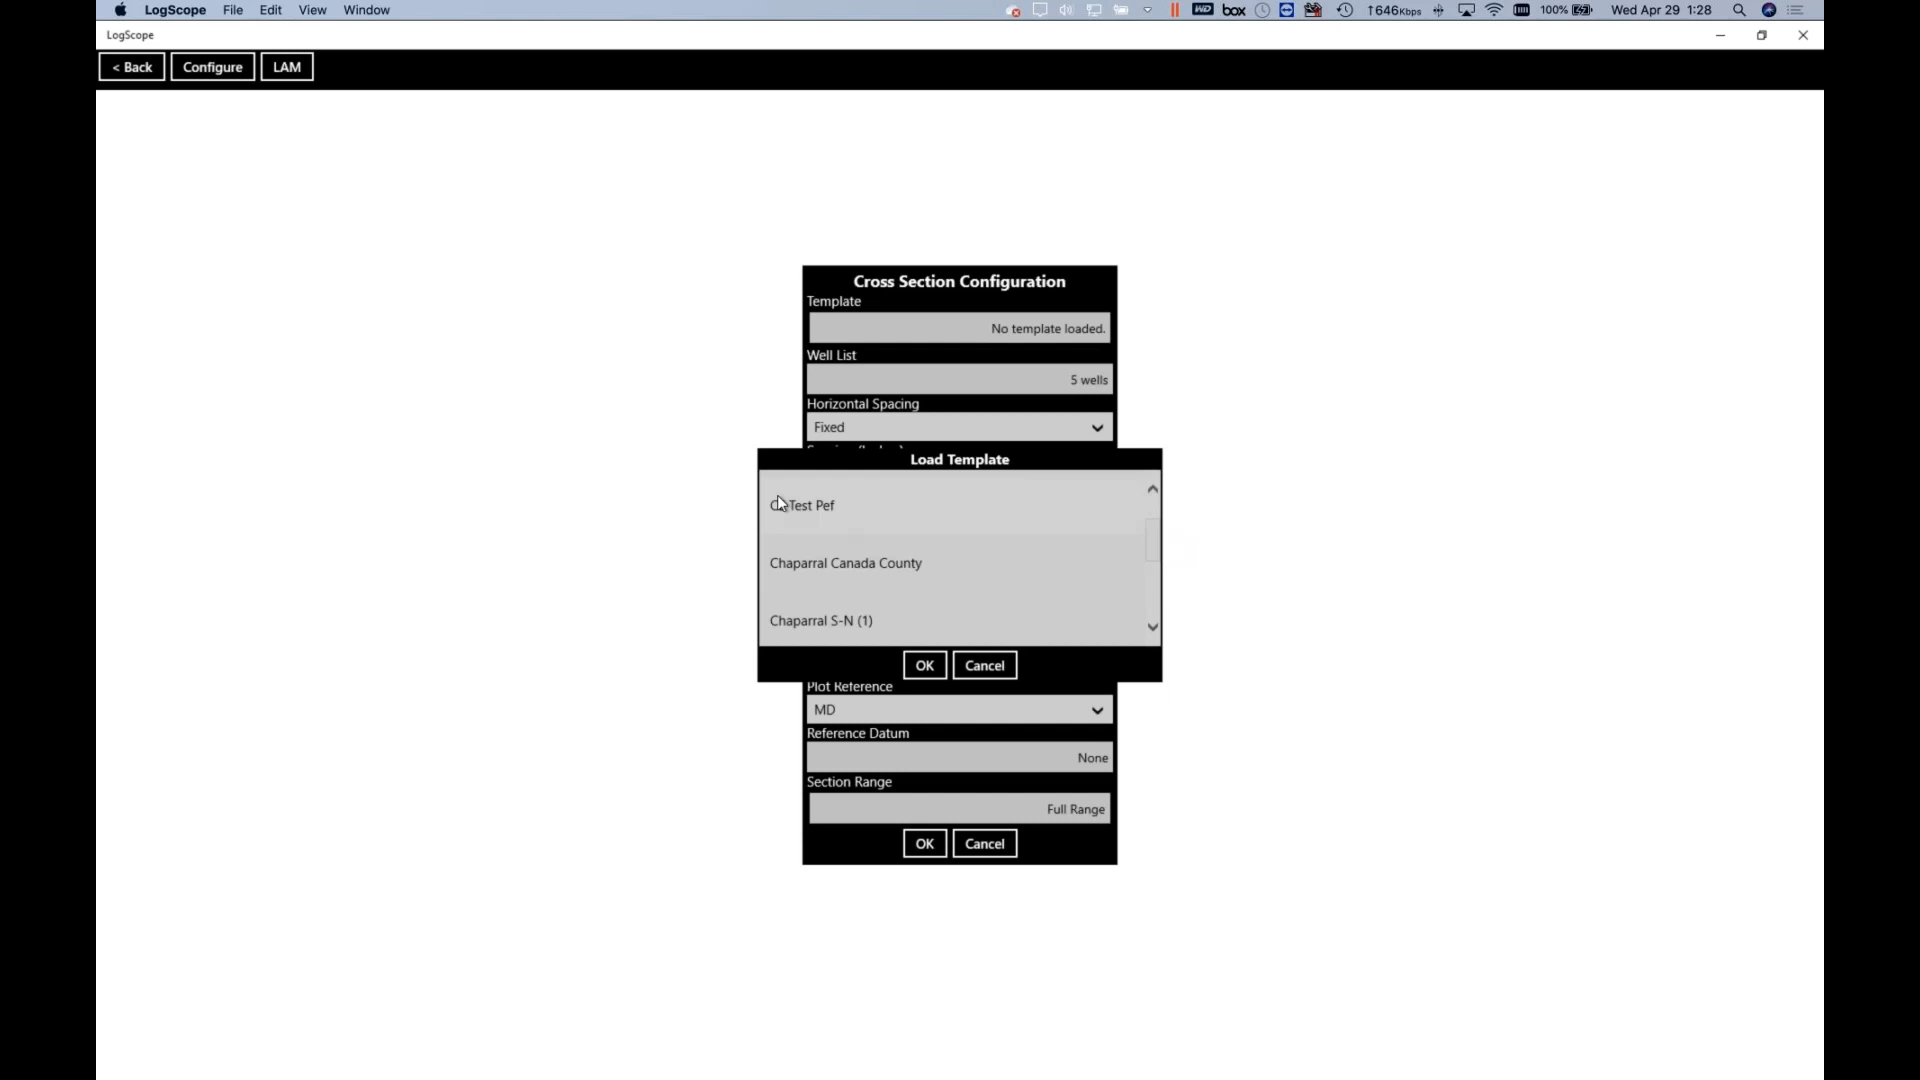 LogScope File Edit View Window WD box ↑646Kbps 100% Wed Apr 29 1:28
LogScope
< Back Configure LAM
Cross Section Configuration
Template
No template loaded.
Well List
5 wells
Horizontal Spacing
Fixed
Load Template
Test Pef
Chaparral Canada County
Chaparral S-N (1)
OK Cancel
Plot Reference
MD
Reference Datum
None
Section Range
Full Range
OK Cancel